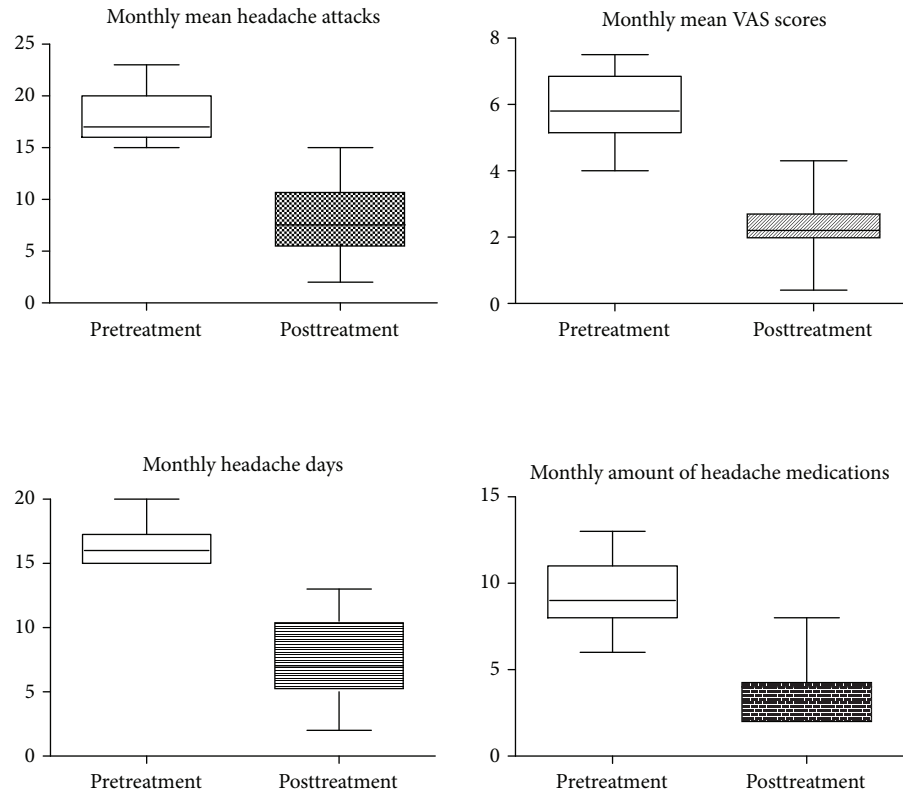 Monthly mean headache attacks
25
20
15
10
5
0
Pretreatment Posttreatment
Monthly mean VAS scores
8
6
4
2
0
Pretreatment Posttreatment
Monthly headache days
20
15
10
5
0
Pretreatment Posttreatment
Monthly amount of headache medications
15
10
5
0
Pretreatment Posttreatment